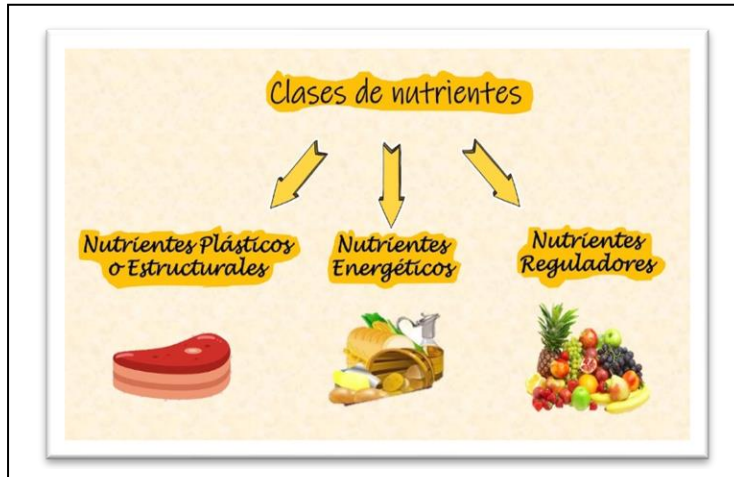 Clases de nutrientes
Nutrientes Plásticos
o Estructurales
Nutrientes
Energéticos
Nutrientes
Reguladores